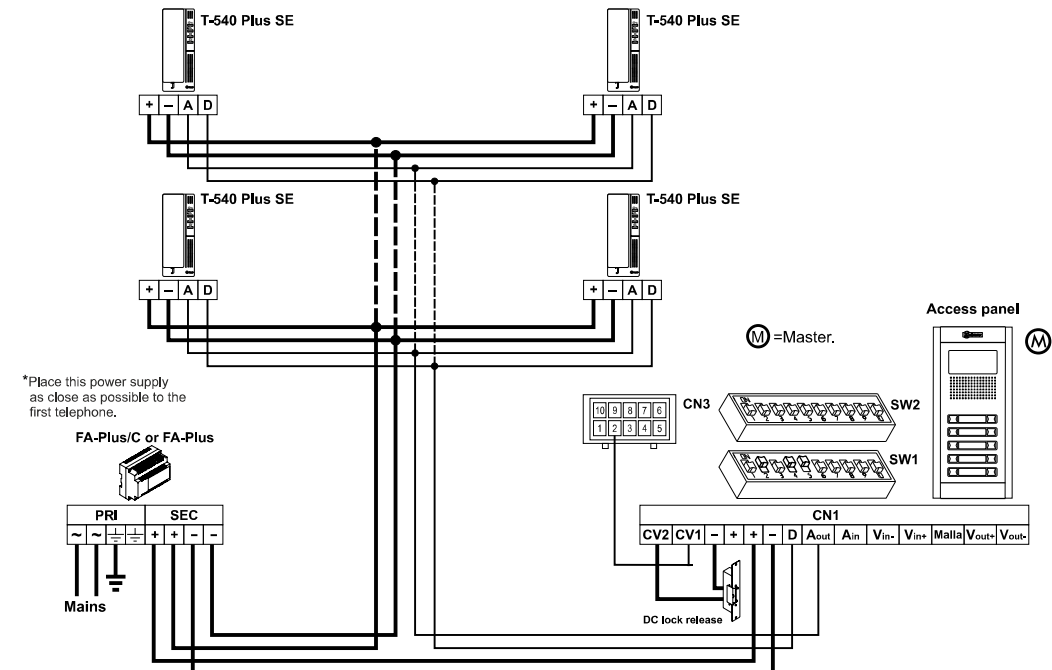 T-540 Plus SE
T-540 Plus SE
+ – A D
+ – A D
T-540 Plus SE
T-540 Plus SE
+ – A D
+ – A D
Access panel
M =Master.
M
*Place this power supply
as close as possible to the
first telephone.
FA-Plus/C or FA-Plus
10 9 8 7 6
1 2 3 4 5
CN3
ON
SW2
ON
SW1
PRI SEC
~ ~ + + – –
Mains
CN1
CV2 CV1 – + + – D Aout Ain Vin- Vin+ Malla Vout+ Vout-
DC lock release